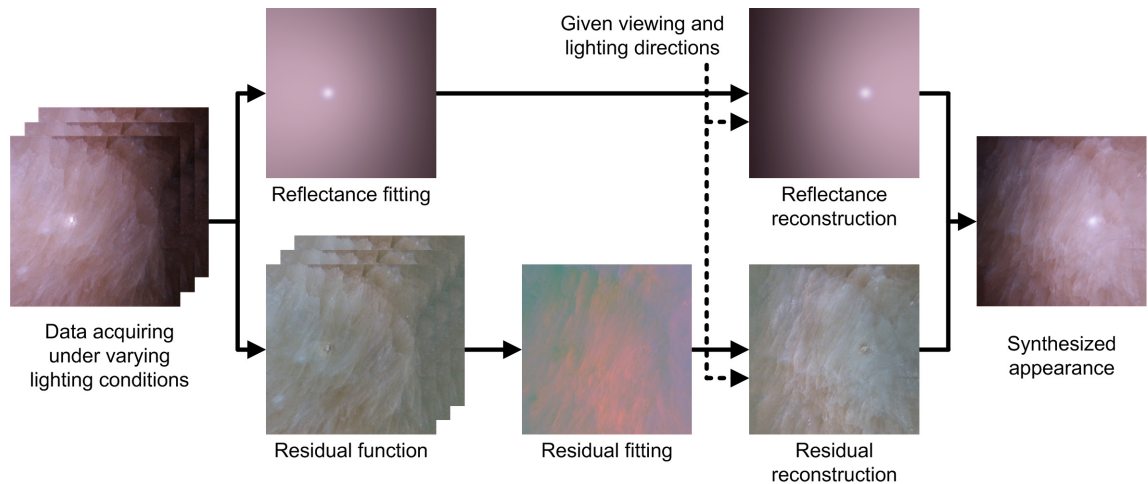 Given viewing and
lighting directions
Reflectance fitting
Reflectance
reconstruction
Data acquiring
under varying
lighting conditions
Synthesized
appearance
Residual function
Residual fitting
Residual
reconstruction